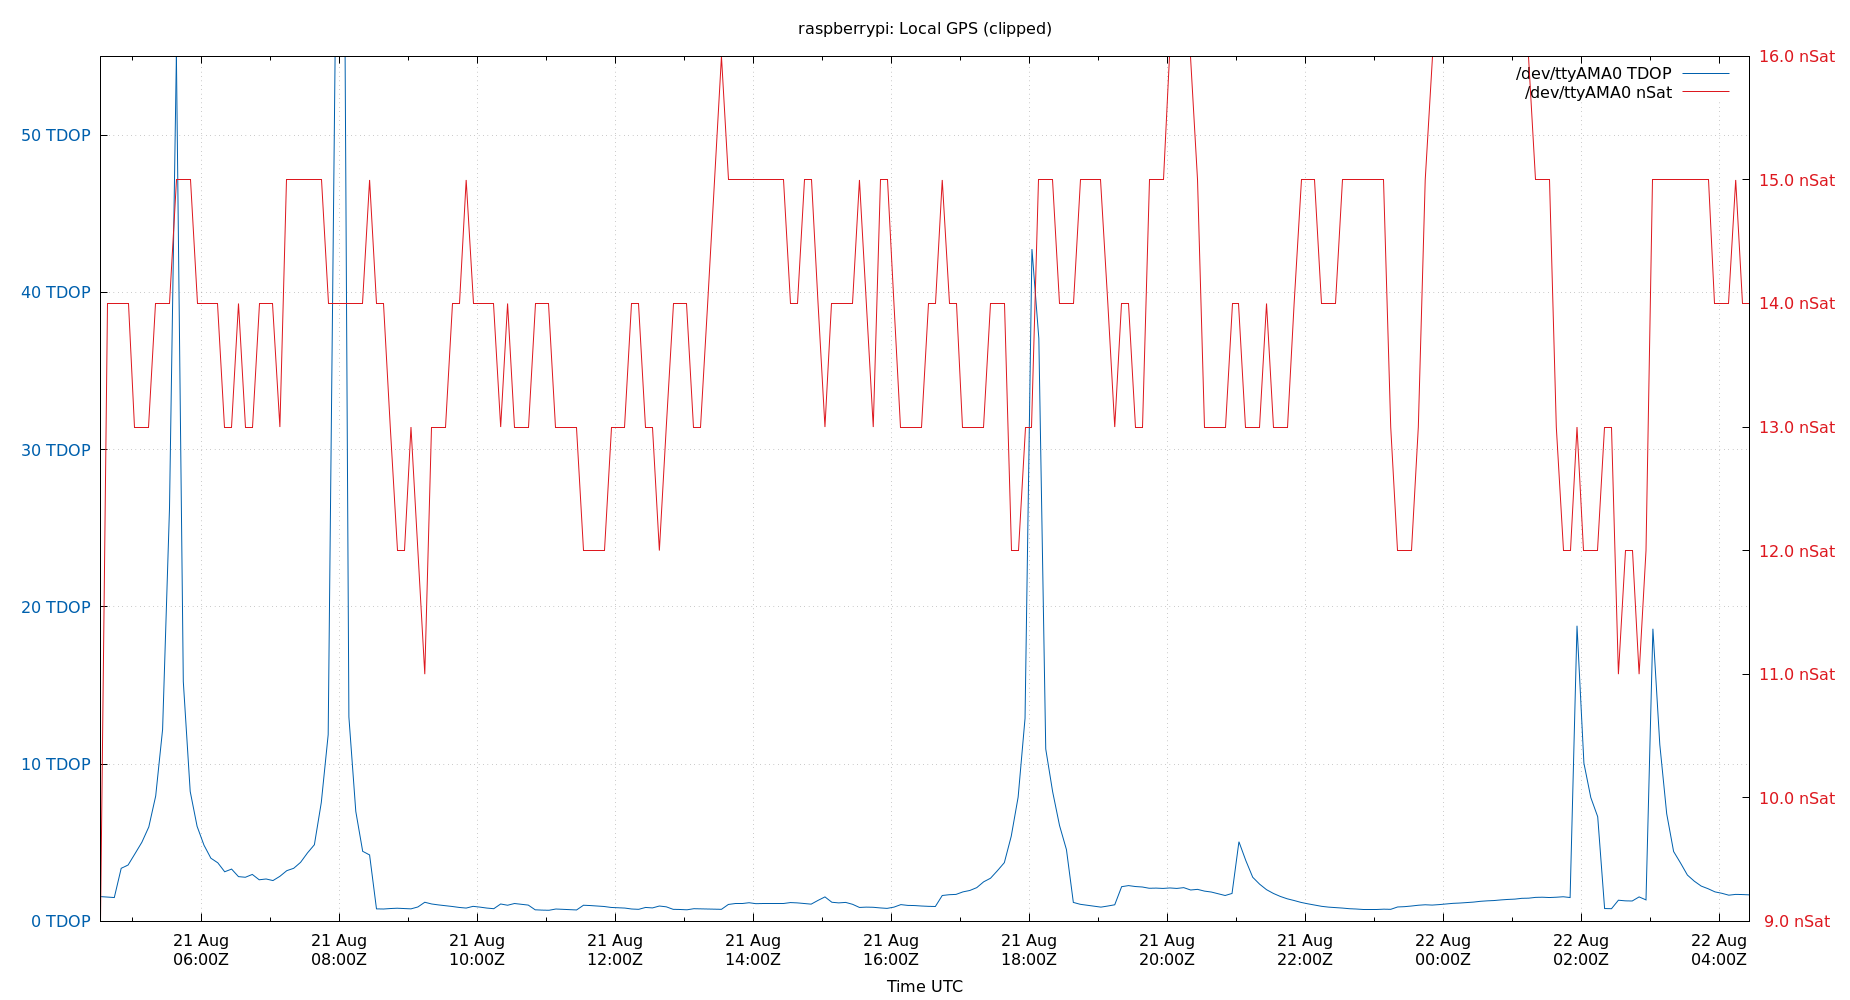 raspberrypi: Local GPS (clipped)
/dev/ttyAMA0 TDOP
/dev/ttyAMA0 nSat
50 TDOP
40 TDOP
30 TDOP
20 TDOP
10 TDOP
0 TDOP
16.0 nSat
15.0 nSat
14.0 nSat
13.0 nSat
12.0 nSat
11.0 nSat
10.0 nSat
9.0 nSat
21 Aug
06:00Z
21 Aug
08:00Z
21 Aug
10:00Z
21 Aug
12:00Z
21 Aug
14:00Z
21 Aug
16:00Z
21 Aug
18:00Z
21 Aug
20:00Z
21 Aug
22:00Z
22 Aug
00:00Z
22 Aug
02:00Z
22 Aug
04:00Z
Time UTC